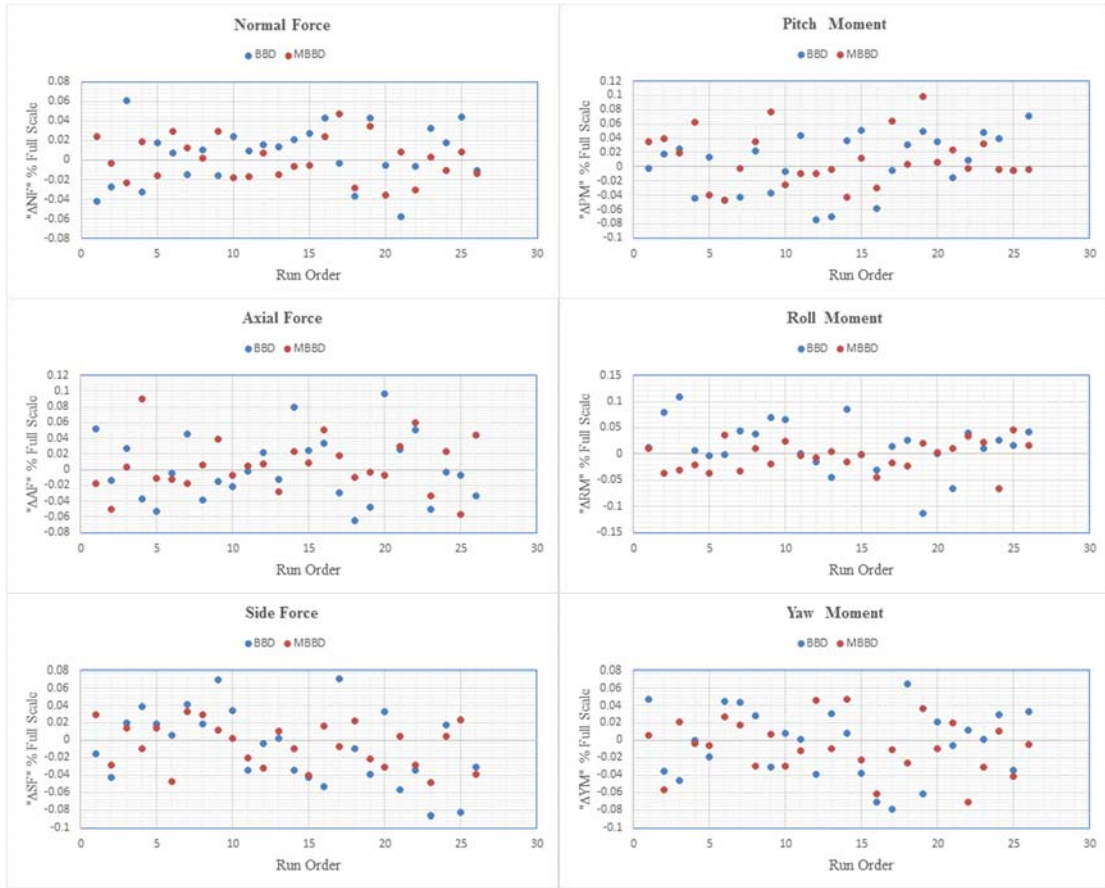 Normal Force
BBD MBBD
0.08
0.06
0.04
0.02
0
-0.02
-0.04
-0.06
-0.08
"ΔNF" % Full Scale
0 5 10 15 20 25 30
Run Order
Pitch Moment
BBD MBBD
0.12
0.1
0.08
0.06
0.04
0.02
0
-0.02
-0.04
-0.06
-0.08
-0.1
"ΔPM" % Full Scale
0 5 10 15 20 25 30
Run Order
Axial Force
BBD MBBD
0.12
0.1
0.08
0.06
0.04
0.02
0
-0.02
-0.04
-0.06
-0.08
"ΔAF" % Full Scale
0 5 10 15 20 25 30
Run Order
Roll Moment
BBD MBBD
0.15
0.1
0.05
0
-0.05
-0.1
-0.15
"ΔRM" % Full Scale
0 5 10 15 20 25 30
Run Order
Side Force
BBD MBBD
0.08
0.06
0.04
0.02
0
-0.02
-0.04
-0.06
-0.08
-0.1
"ΔSF" % Full Scale
0 5 10 15 20 25 30
Run Order
Yaw Moment
BBD MBBD
0.08
0.06
0.04
0.02
0
-0.02
-0.04
-0.06
-0.08
-0.1
"ΔYM" % Full Scale
0 5 10 15 20 25 30
Run Order